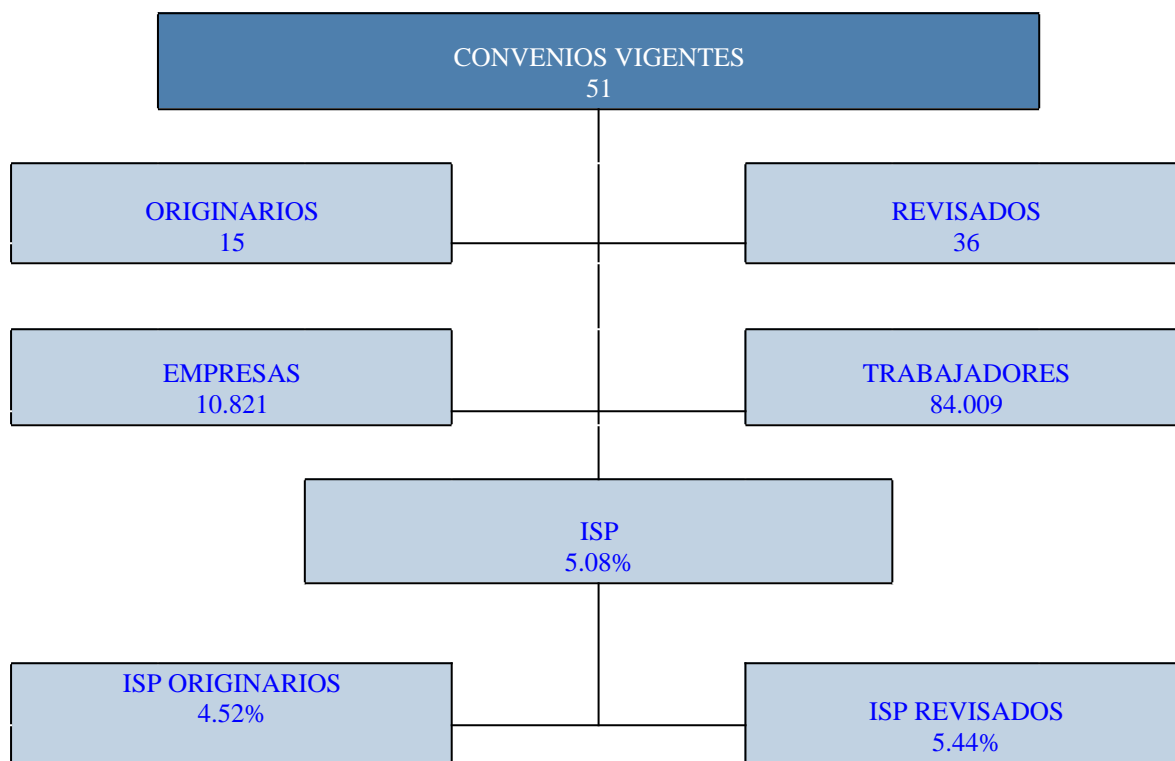 CONVENIOS VIGENTES
51
ORIGINARIOS
15
REVISADOS
36
EMPRESAS
10.821
TRABAJADORES
84.009
ISP
5.08%
ISP ORIGINARIOS
4.52%
ISP REVISADOS
5.44%